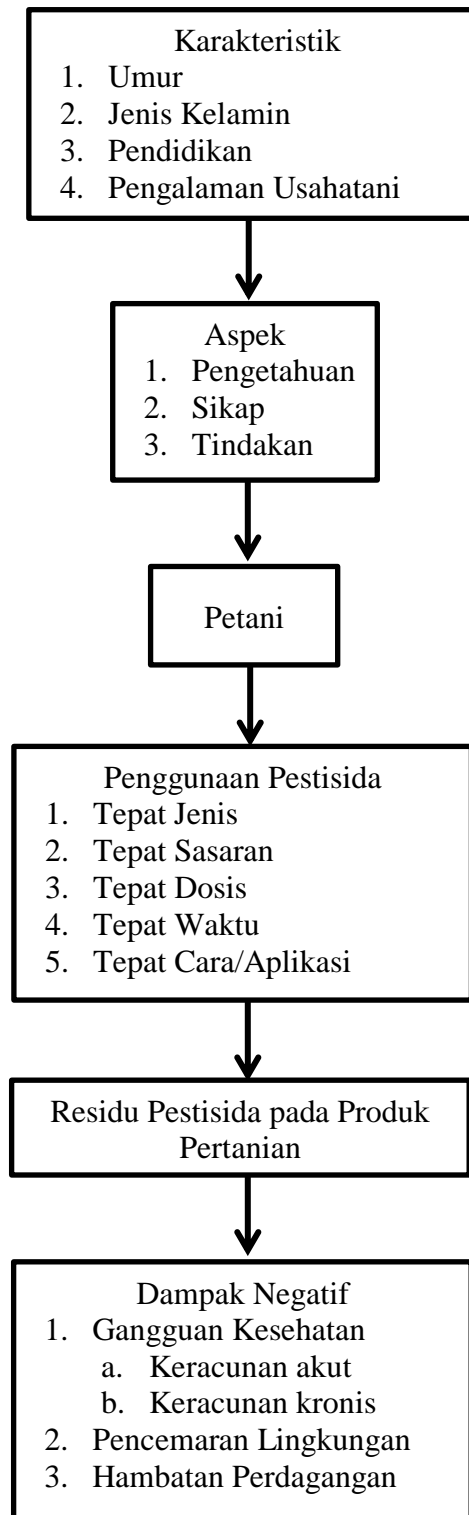 Karakteristik
1. Umur
2. Jenis Kelamin
3. Pendidikan
4. Pengalaman Usahatani
Aspek
1. Pengetahuan
2. Sikap
3. Tindakan
Petani
Penggunaan Pestisida
1. Tepat Jenis
2. Tepat Sasaran
3. Tepat Dosis
4. Tepat Waktu
5. Tepat Cara/Aplikasi
Residu Pestisida pada Produk
Pertanian
Dampak Negatif
1. Gangguan Kesehatan
a. Keracunan akut
b. Keracunan kronis
2. Pencemaran Lingkungan
3. Hambatan Perdagangan